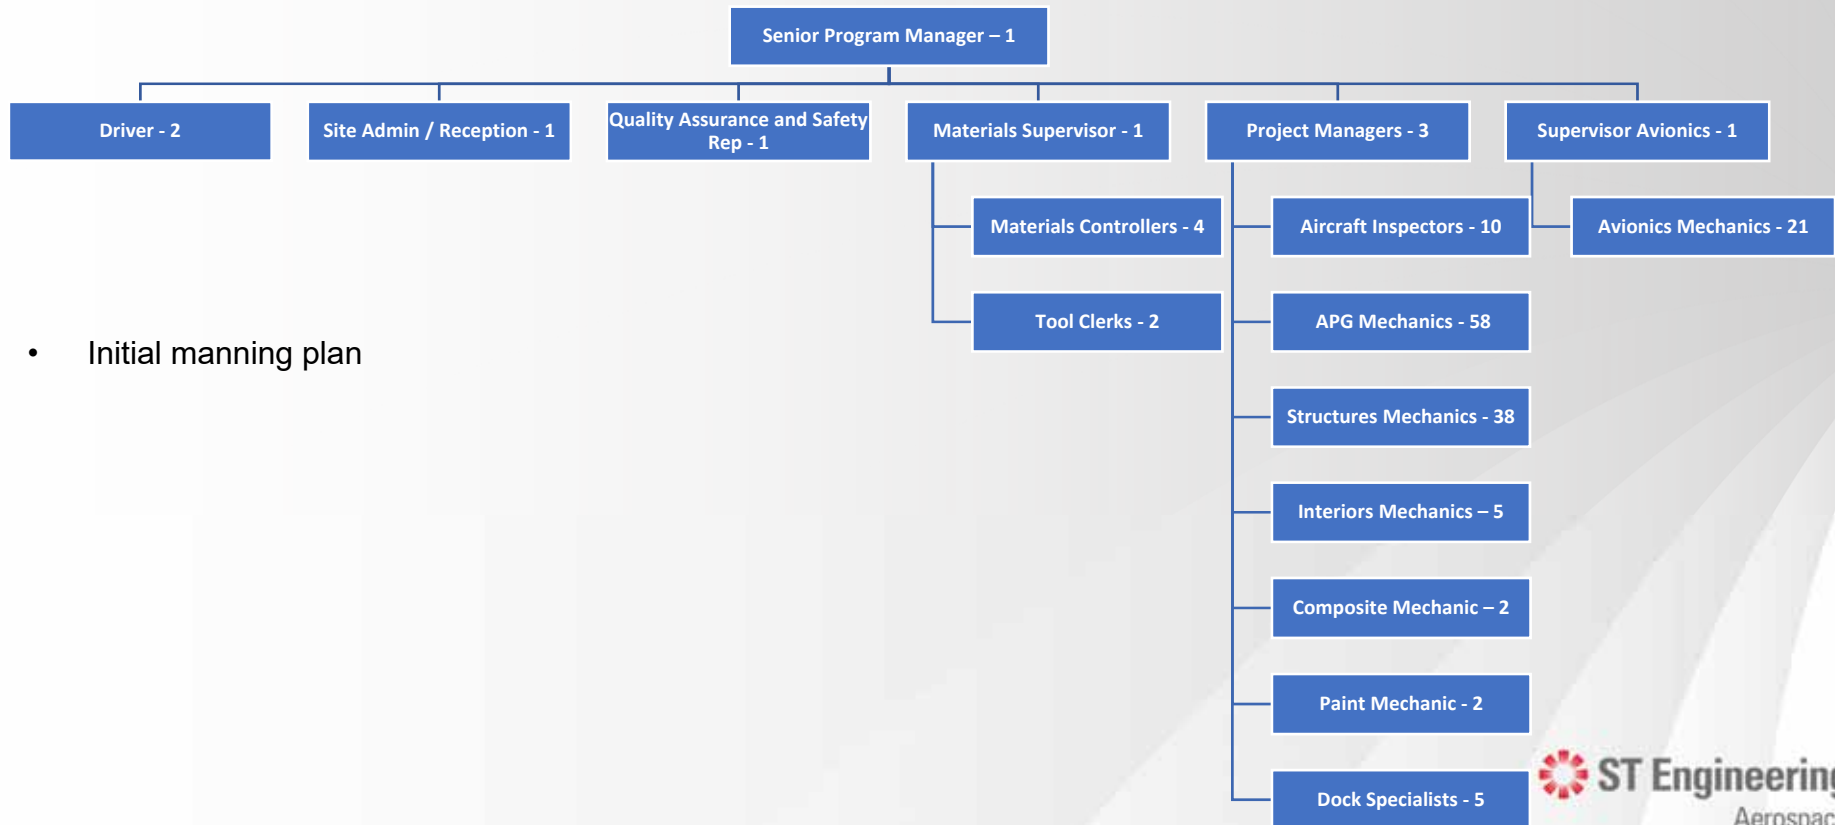 Senior Program Manager – 1
Driver - 2
Site Admin / Reception - 1
Quality Assurance and Safety
Rep - 1
Materials Supervisor - 1
Project Managers - 3
Supervisor Avionics - 1
Materials Controllers - 4
Tool Clerks - 2
Aircraft Inspectors - 10
APG Mechanics - 58
Structures Mechanics - 38
Interiors Mechanics – 5
Composite Mechanic – 2
Paint Mechanic - 2
Dock Specialists - 5
Avionics Mechanics - 21
• Initial manning plan
ST Engineering
Aerospac